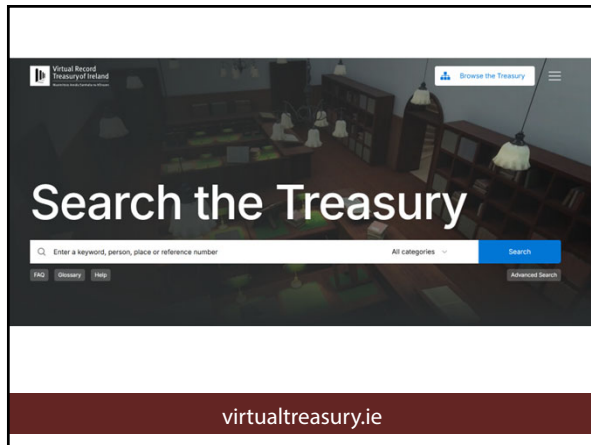 Virtual Record
Treasury of Ireland
Browse the Treasury
Search the Treasury
Enter a keyword, person, place or reference number
All categories
Search
FAQ
Glossary
Help
Advanced Search
virtualtreasury.ie